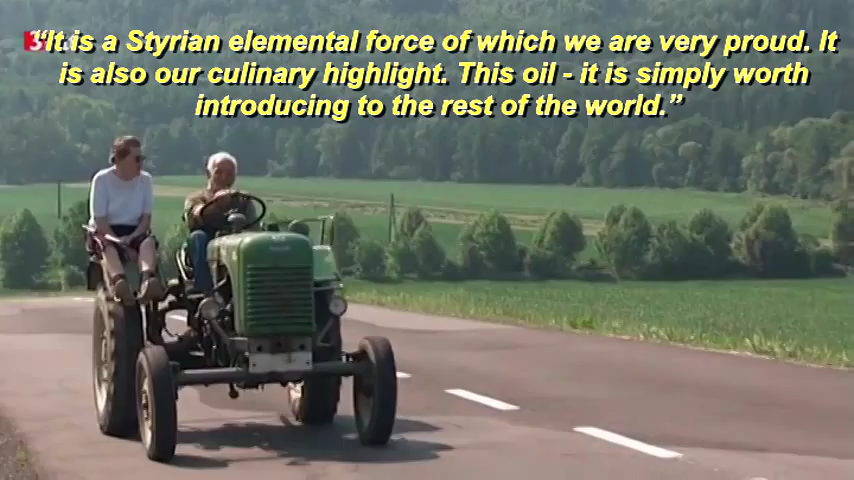 “It is a Styrian elemental force of which we are very proud. It
is also our culinary highlight. This oil - it is simply worth
introducing to the rest of the world.”